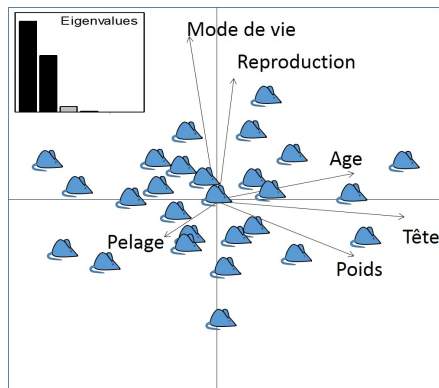 Eigenvalues
Mode de vie
Reproduction
Age
Tête
Pelage
Poids